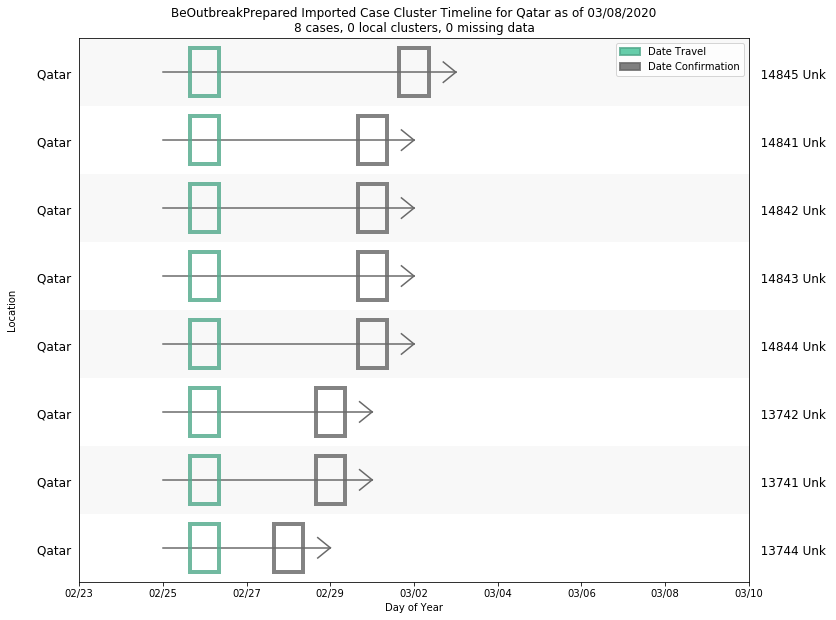 BeOutbreakPrepared Imported Case Cluster Timeline for Qatar as of 03/08/2020
8 cases, 0 local clusters, 0 missing data
Date Travel
Date Confirmation
Qatar 14845 Unk
Qatar 14841 Unk
Qatar 14842 Unk
Qatar 14843 Unk
Qatar 14844 Unk
Qatar 13742 Unk
Qatar 13741 Unk
Qatar 13744 Unk
Location
02/23 02/25 02/27 02/29 03/02 03/04 03/06 03/08 03/10
Day of Year